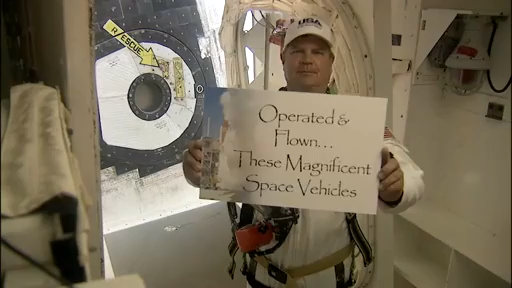 RESCUE
USA
Operated &
Flown...
These Magnificent
Space Vehicles